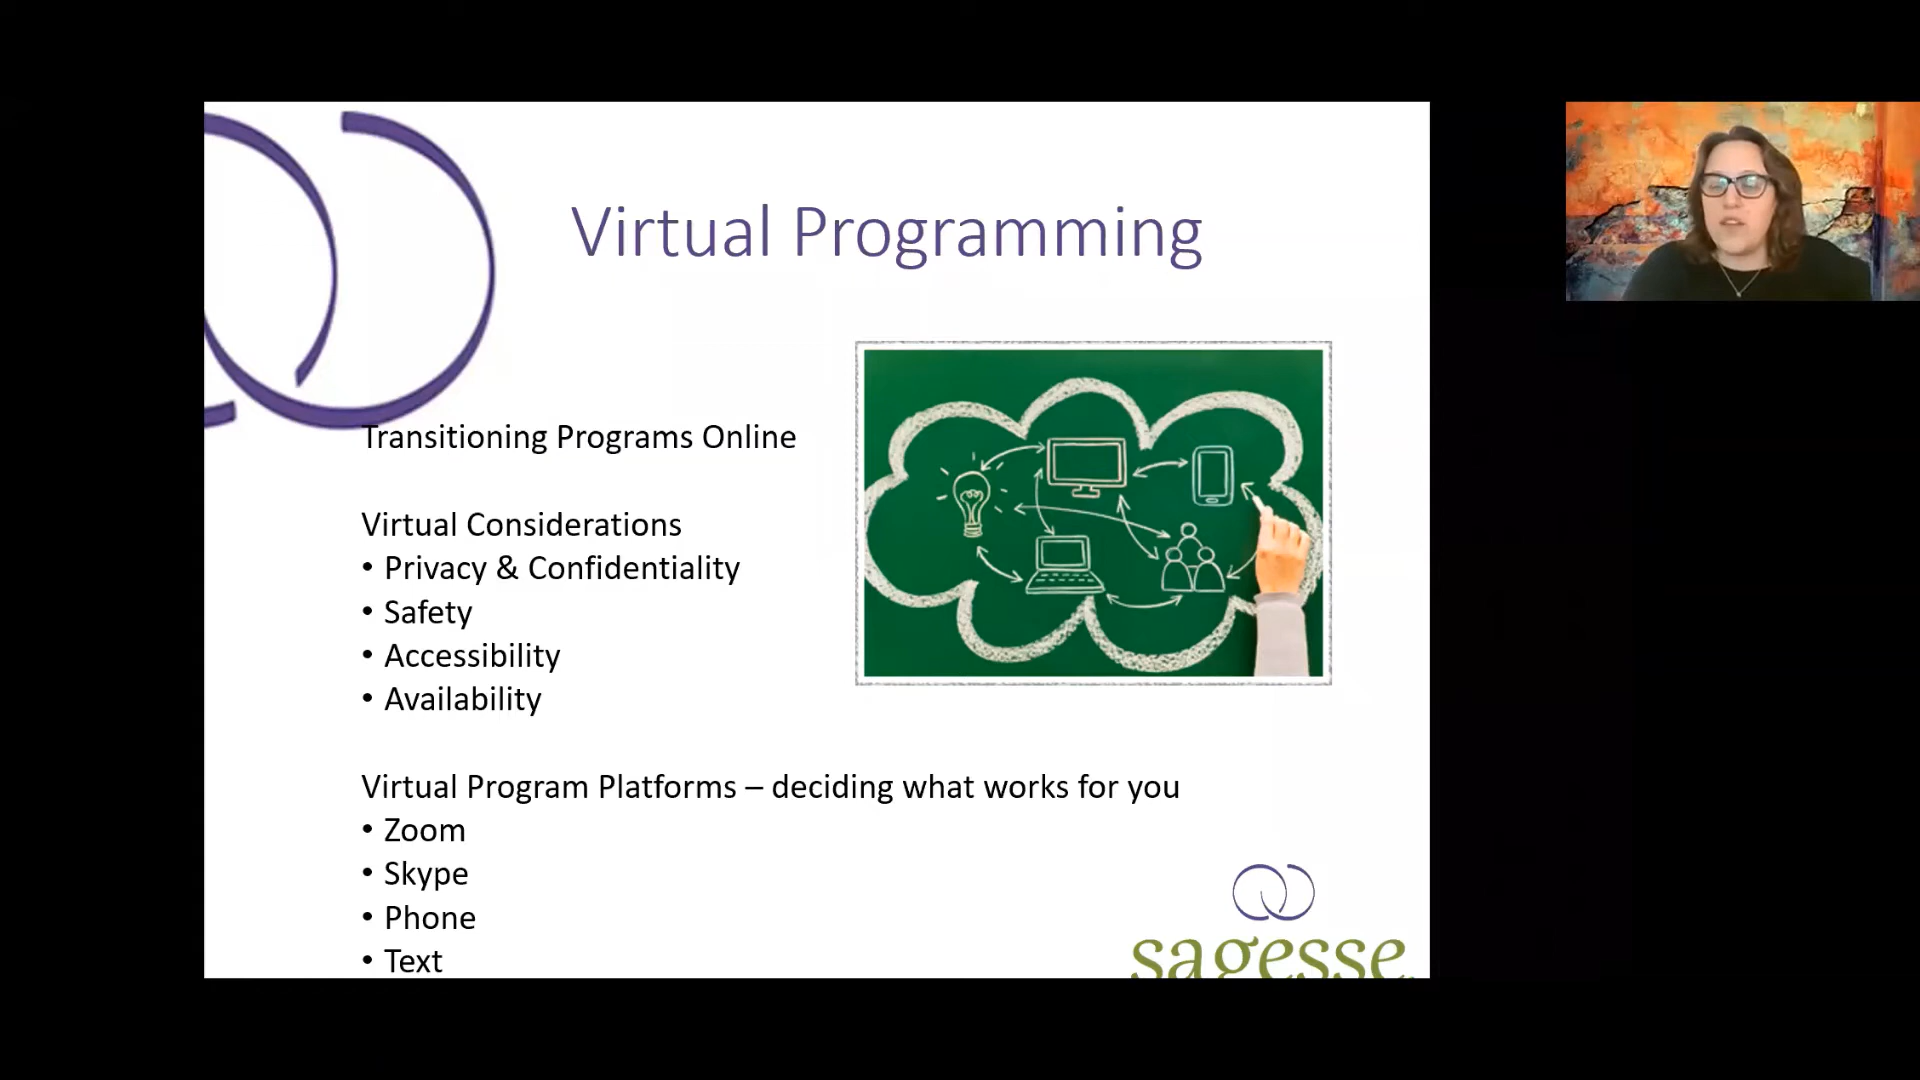 Virtual Programming
Transitioning Programs Online
Virtual Considerations
• Privacy & Confidentiality
• Safety
• Accessibility
• Availability
Virtual Program Platforms – deciding what works for you
• Zoom
• Skype
• Phone
• Text
sagesse